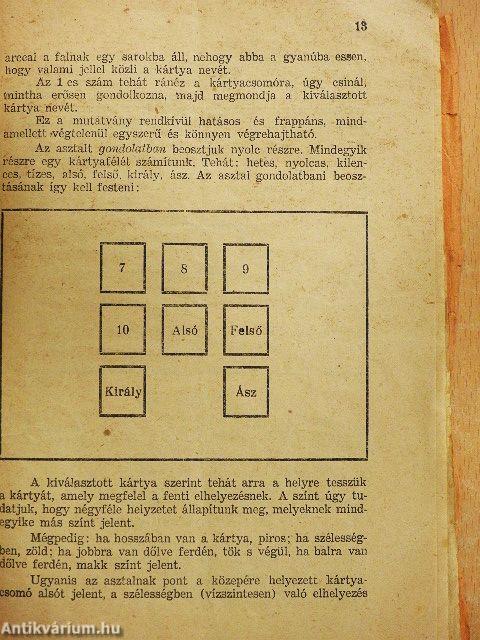 13
arccal a falnak egy sarokba áll, nehogy abba a gyanúba essen,
hogy valami jellel közli a kártya nevét.
Az 1 es szám tehát ránéz a kártyacsomóra, úgy csinál,
mintha erősen gondolkozna, majd megmondja a kiválasztott
kártya nevét.
Ez a mutatvány rendkívül hatásos és frappáns, mind-
amellett végtelenül egyszerű és könnyen végrehajtható.
Az asztalt gondolatban beosztjuk nyolc részre. Mindegyik
részre egy kártyafélét számítunk. Tehát: hetes, nyolcas, kilen-
ces, tizes, alsó, felső, király, ász. Az asztal gondolatbani beosz-
tásának így kell festeni:
7 8 9
10 Alsó Felső
Király Ász
A kiválasztott kártya szerint tehát arra a helyre tesszük
a kártyát, amely megfelel a fenti elhelyezésnek. A színt úgy tu-
datjuk, hogy négyféle helyzetet állapítunk meg, melyeknek mind-
egyike más színt jelent.
Mégpedig: ha hosszában van a kártya, piros; ha szélesség-
ben, zöld; ha jobbra van dőlve ferdén, tök s végül, ha balra van
dőlve ferdén, makk színt jelent.
Ugyanis az asztalnak pont a közepére helyezett kártya-
csomó alsót jelent, a szélességben (vízszintesen) való elhelyezés
Antikvárium.hu